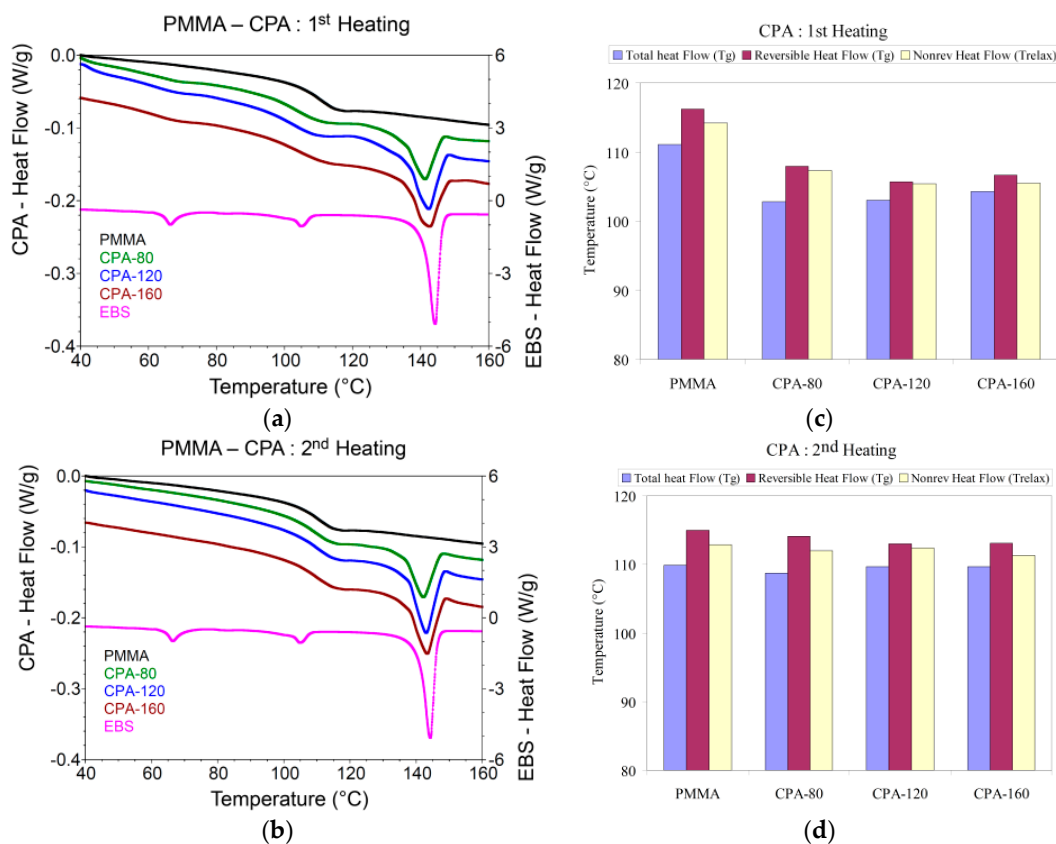 PMMA – CPA : 1st Heating
CPA - Heat Flow (W/g)
0.0
-0.1
-0.2
-0.3
-0.4
6
3
0
-3
-6
EBS - Heat Flow (W/g)
PMMA
CPA-80
CPA-120
CPA-160
EBS
40 60 80 100 120 140 160
Temperature (°C)
(a)
CPA : 1st Heating
Total heat Flow (Tg) Reversible Heat Flow (Tg) Nonrev Heat Flow (Trelax)
Temperature (°C)
120
110
100
90
80
PMMA CPA-80 CPA-120 CPA-160
(c)
PMMA – CPA : 2nd Heating
CPA - Heat Flow (W/g)
0.0
-0.1
-0.2
-0.3
-0.4
6
3
0
-3
-6
EBS - Heat Flow (W/g)
PMMA
CPA-80
CPA-120
CPA-160
EBS
40 60 80 100 120 140 160
Temperature (°C)
(b)
CPA : 2nd Heating
Total heat Flow (Tg) Reversible Heat Flow (Tg) Nonrev Heat Flow (Trelax)
Temperature (°C)
120
110
100
90
80
PMMA CPA-80 CPA-120 CPA-160
(d)